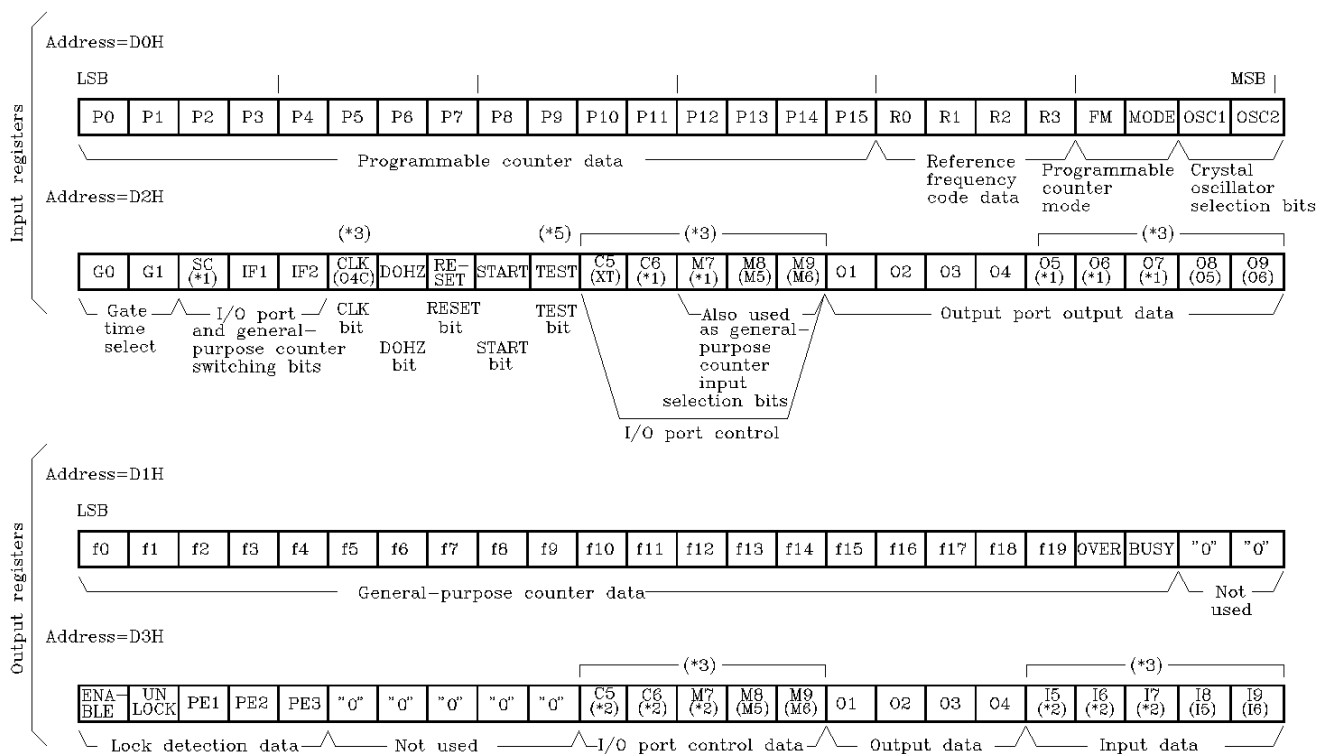 Input registers
Address=D0H
LSB MSB
P0 P1 P2 P3 P4 P5 P6 P7 P8 P9 P10 P11 P12 P13 P14 P15 R0 R1 R2 R3 FM MODE OSC1 OSC2
Programmable counter data
Reference
frequency
code data
Programmable
counter
mode
Crystal
oscillator
selection bits
Address=D2H
(*3) (*5) (*3) (*3)
G0 G1 SC (*1) IF1 IF2 CLK (O4C) DOHZ RE-SET START TEST C5 (XT) C6 (*1) M7 (*1) M8 (M5) M9 (M6) O1 O2 O3 O4 O5 (*1) O6 (*1) O7 (*1) O8 (O5) O9 (O6)
Gate
time
select
I/O port
and general-
purpose counter
switching bits
CLK
bit
DOHZ
bit
RESET
bit
START
bit
TEST
bit
Also used
as general-
purpose
counter
input
selection bits
Output port output data
I/O port control
Output registers
Address=D1H
LSB
f0 f1 f2 f3 f4 f5 f6 f7 f8 f9 f10 f11 f12 f13 f14 f15 f16 f17 f18 f19 OVER BUSY "0" "0"
General-purpose counter data
Not
used
Address=D3H
(*3) (*3)
ENA-BLE UN LOCK PE1 PE2 PE3 "0" "0" "0" "0" "0" C5 (*2) C6 (*2) M7 (*2) M8 (M5) M9 (M6) O1 O2 O3 O4 I5 (*2) I6 (*2) I7 (*2) I8 (I5) I9 (I6)
Lock detection data
Not used
I/O port control data
Output data
Input data